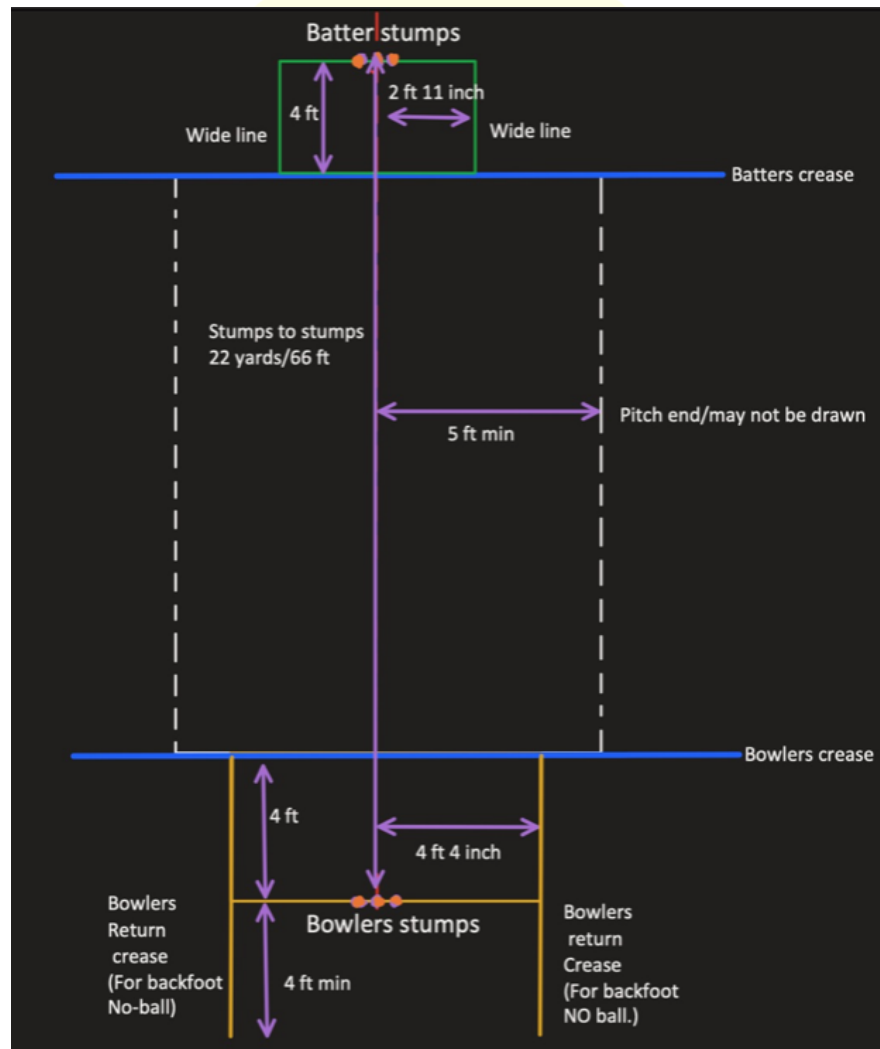 Batter stumps
4 ft
2 ft 11 inch
Wide line
Wide line
Batters crease
Stumps to stumps
22 yards/66 ft
5 ft min
Pitch end/may not be drawn
Bowlers crease
4 ft
4 ft 4 inch
Bowlers stumps
Bowlers
Return
crease
(For backfoot
No-ball)
4 ft min
Bowlers
return
Crease
(For backfoot
NO ball.)